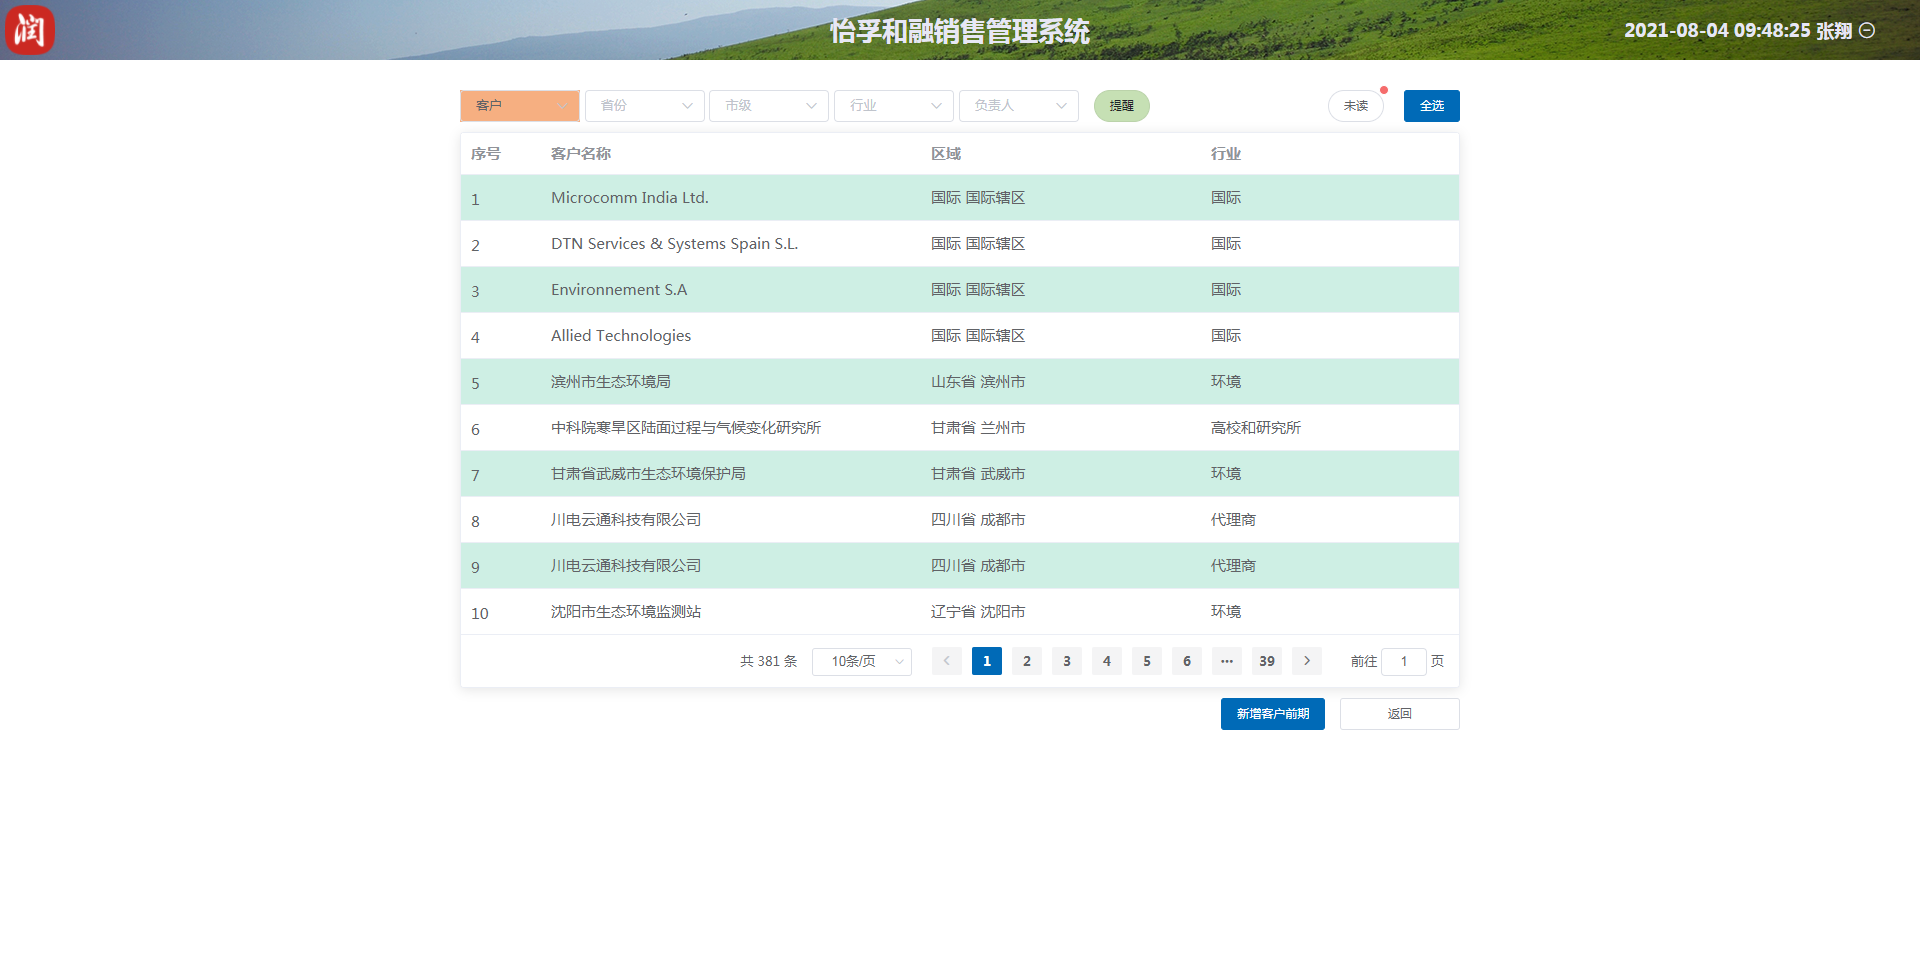 润
怡孚和融销售管理系统
2021-08-04 09:48:25 张翔
客户 省份 市级 行业 负责人 提醒 未读 全选
序号 客户名称 区域 行业
1 Microcomm India Ltd. 国际 国际辖区 国际
2 DTN Services & Systems Spain S.L. 国际 国际辖区 国际
3 Environnement S.A 国际 国际辖区 国际
4 Allied Technologies 国际 国际辖区 国际
5 滨州市生态环境局 山东省 滨州市 环境
6 中科院寒旱区陆面过程与气候变化研究所 甘肃省 兰州市 高校和研究所
7 甘肃省武威市生态环境保护局 甘肃省 武威市 环境
8 川电云通科技有限公司 四川省 成都市 代理商
9 川电云通科技有限公司 四川省 成都市 代理商
10 沈阳市生态环境监测站 辽宁省 沈阳市 环境
共 381 条 10条/页 1 2 3 4 5 6 ··· 39 前往 1 页
新增客户前期 返回